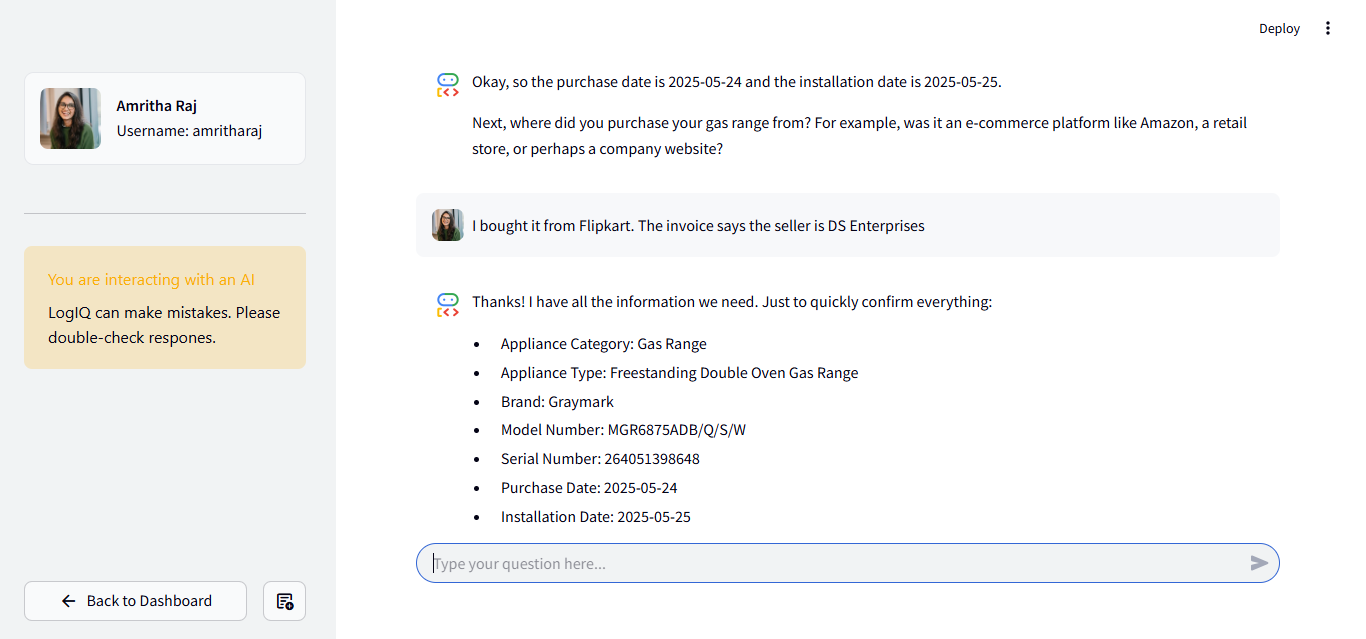 Deploy
Amritha Raj
Username: amritharaj
You are interacting with an AI
LogIQ can make mistakes. Please
double-check respones.
Back to Dashboard
Okay, so the purchase date is 2025-05-24 and the installation date is 2025-05-25.
Next, where did you purchase your gas range from? For example, was it an e-commerce platform like Amazon, a retail
store, or perhaps a company website?
I bought it from Flipkart. The invoice says the seller is DS Enterprises
Thanks! I have all the information we need. Just to quickly confirm everything:
• Appliance Category: Gas Range
• Appliance Type: Freestanding Double Oven Gas Range
• Brand: Graymark
• Model Number: MGR6875ADB/Q/S/W
• Serial Number: 264051398648
• Purchase Date: 2025-05-24
• Installation Date: 2025-05-25
Type your question here...